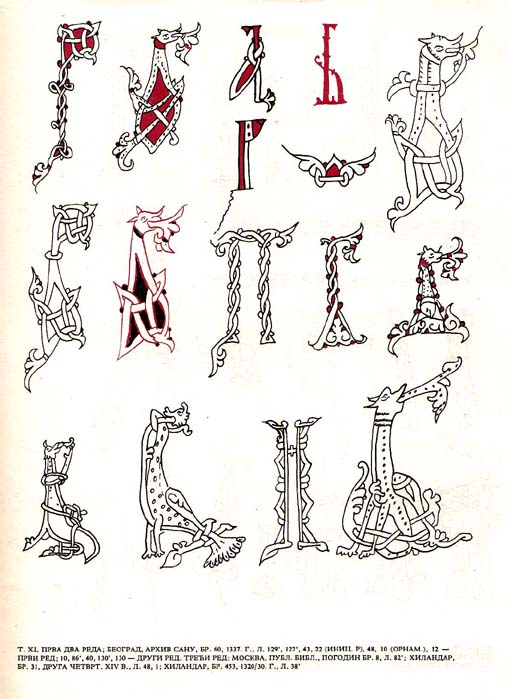 Т. XI. ПРВА ДВА РЕДА; БЕОГРАД, АРХИВ САНУ, БР. 60, 1337. Г., Л. 129', 127', 43, 22 (ИНИЦ. Р), 48, 10 (ОРНАМ.), 12 —
ПРВИ РЕД; 10, 86', 40, 130', 130 — ДРУГИ РЕД. ТРЕЋИ РЕД: МОСКВА, ПУБЛ. БИБЛ., ПОГОДИН БР. 8, Л. 82'; ХИЛАНДАР,
БР. 31, ДРУГА ЧЕТВРТ. XIV В., Л. 48, 1; ХИЛАНДАР, БР. 453, 1320/30. Г., Л. 38'